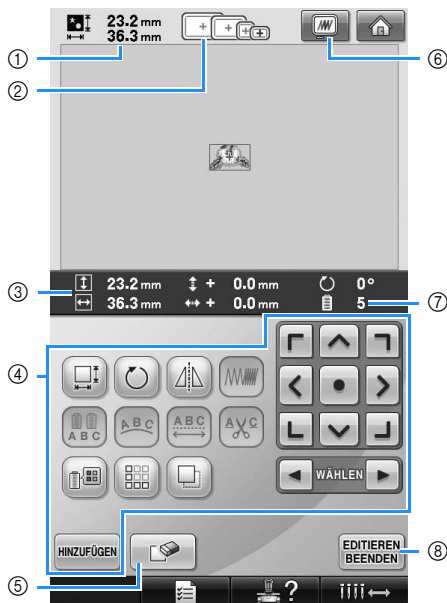 23.2 mm
36.3 mm
① ② ⑥
③ 23.2 mm + 0.0 mm 0°
36.3 mm + 0.0 mm 5 ⑦
④
A B C A B C A B C A C
WÄHLEN
HINZUFÜGEN EDITIEREN
BEENDEN ⑧
⑤ ?